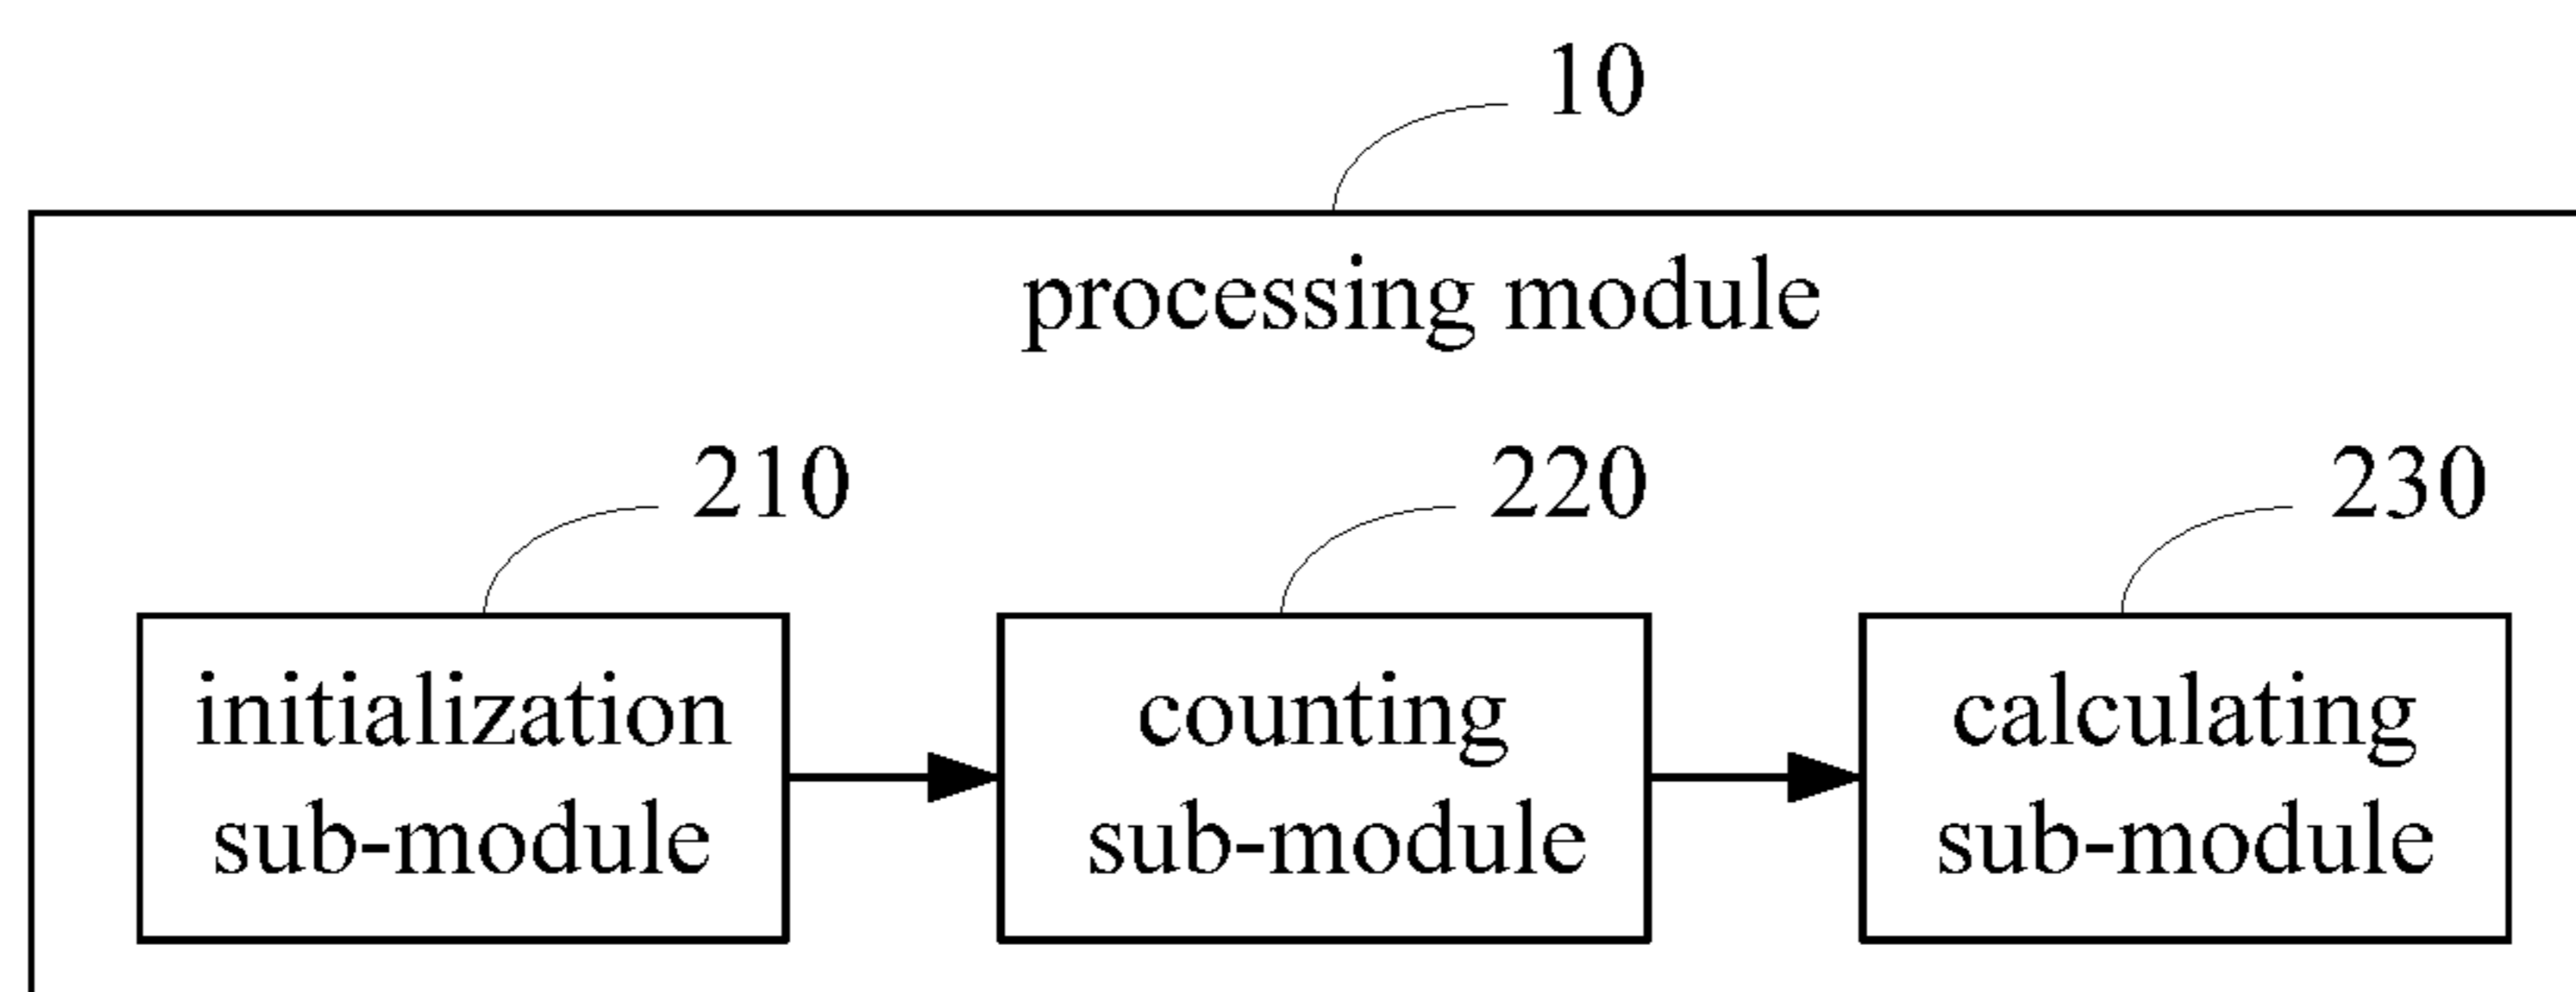 10
processing module
210
220
230
initialization
sub-module
counting
sub-module
calculating
sub-module